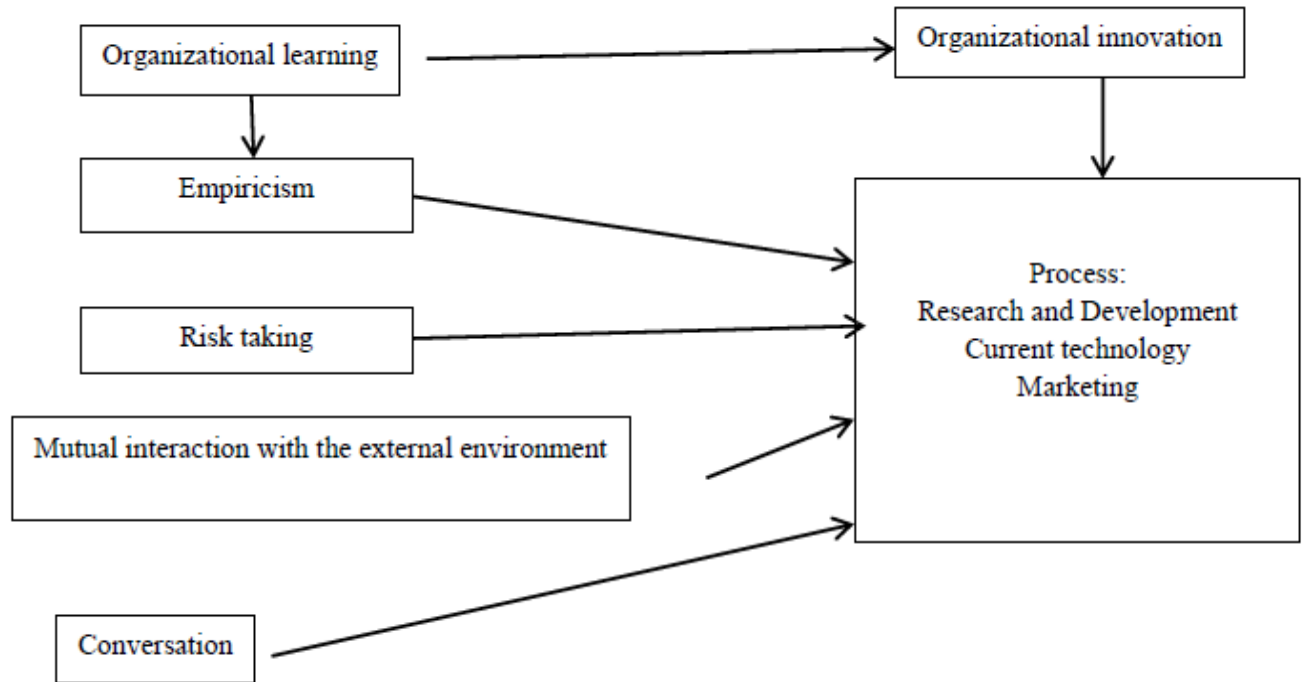 Organizational learning
Organizational innovation
Empiricism
Process:
Research and Development
Current technology
Marketing
Risk taking
Mutual interaction with the external environment
Conversation